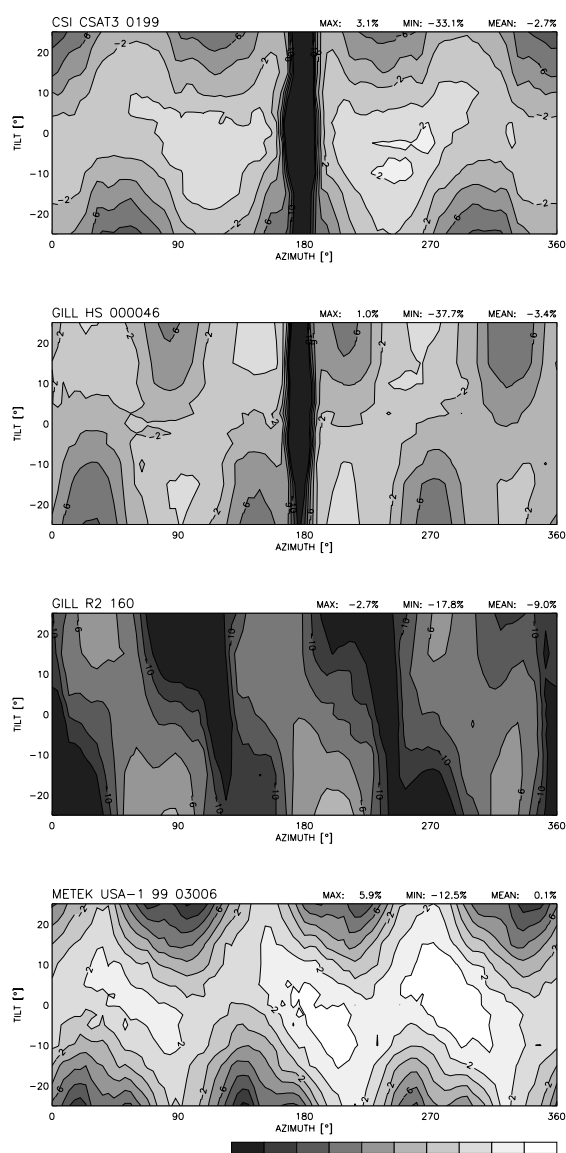 CSI CSAT3 0199 MAX: 3.1% MIN: −33.1% MEAN: −2.7%
20
10
0
−10
−20
TILT [°]
0 90 180 270 360
AZIMUTH [°]
GILL HS 000046 MAX: 1.0% MIN: −37.7% MEAN: −3.4%
20
10
0
−10
−20
TILT [°]
0 90 180 270 360
AZIMUTH [°]
GILL R2 160 MAX: −2.7% MIN: −17.8% MEAN: −9.0%
20
10
0
−10
−20
TILT [°]
0 90 180 270 360
AZIMUTH [°]
METEK USA−1 99 03006 MAX: 5.9% MIN: −12.5% MEAN: 0.1%
20
10
0
−10
−20
TILT [°]
0 90 180 270 360
AZIMUTH [°]